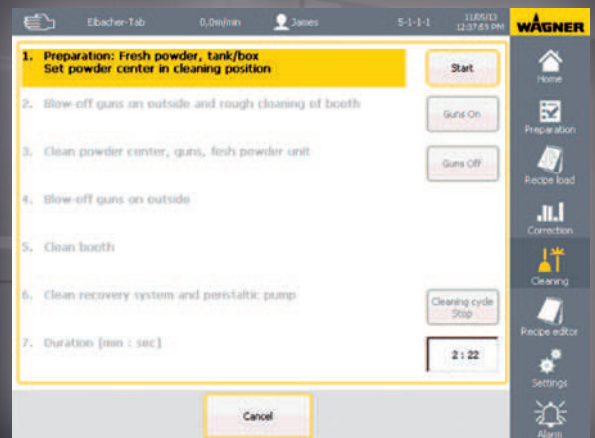 Eibacher-Tab 0,0m/min James 5-1-1-1 11/05/13
12:37:53 PM
WAGNER
1. Preparation: Fresh powder, tank/box
Set powder center in cleaning position
Start
2. Blow-off guns on outside and rough cleaning of booth
Guns On
3. Clean powder center, guns, fesh powder unit
Guns Off
4. Blow-off guns on outside
5. Clean booth
6. Clean recovery system and peristaltic pump
Cleaning cycle
Stop
7. Duration [mm : sec]
2 : 22
Cancel
Home
Preparation
Recipe load
Correction
Cleaning
Recipe editor
Settings
Alarm